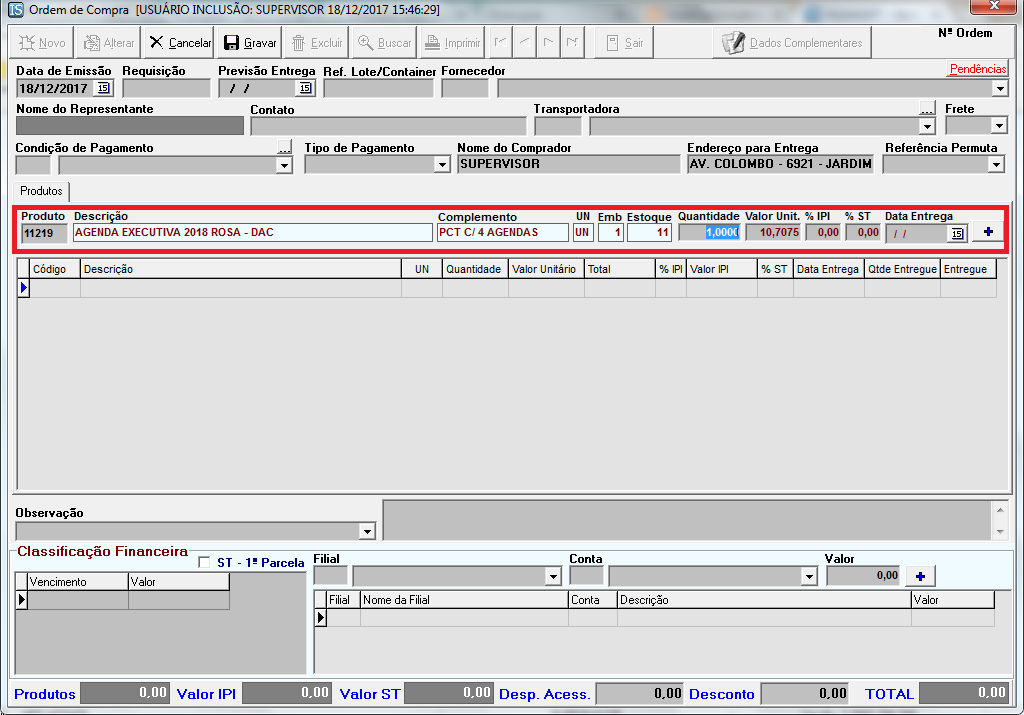 Ordem de Compra [USUÁRIO INCLUSÃO: SUPERVISOR 18/12/2017 15:46:29]
Novo Alterar Cancelar Gravar Excluir Buscar Imprimir Sair Dados Complementares Nº Ordem
Pendências
Data de Emissão Requisição Previsão Entrega Ref. Lote/Container Fornecedor
18/12/2017 15 / / 15
Nome do Representante Contato Transportadora ... Frete
Condição de Pagamento ... Tipo de Pagamento Nome do Comprador Endereço para Entrega Referência Permuta
SUPERVISOR AV. COLOMBO - 6921 - JARDIM
Produtos
Produto Descrição Complemento UN Emb Estoque Quantidade Valor Unit. % IPI % ST Data Entrega
11219 AGENDA EXECUTIVA 2018 ROSA - DAC PCT C/ 4 AGENDAS UN 1 11 1,0000 10,7075 0,00 0,00 / / 15 +
Código Descrição UN Quantidade Valor Unitário Total % IPI Valor IPI % ST Data Entrega Qtde Entregue Entregue
Observação
Classificação Financeira ST - 1ª Parcela Filial Conta Valor
0,00 +
Vencimento Valor
Filial Nome da Filial Conta Descrição Valor
Produtos 0,00 Valor IPI 0,00 Valor ST 0,00 Desp. Acess. 0,00 Desconto 0,00 TOTAL 0,00